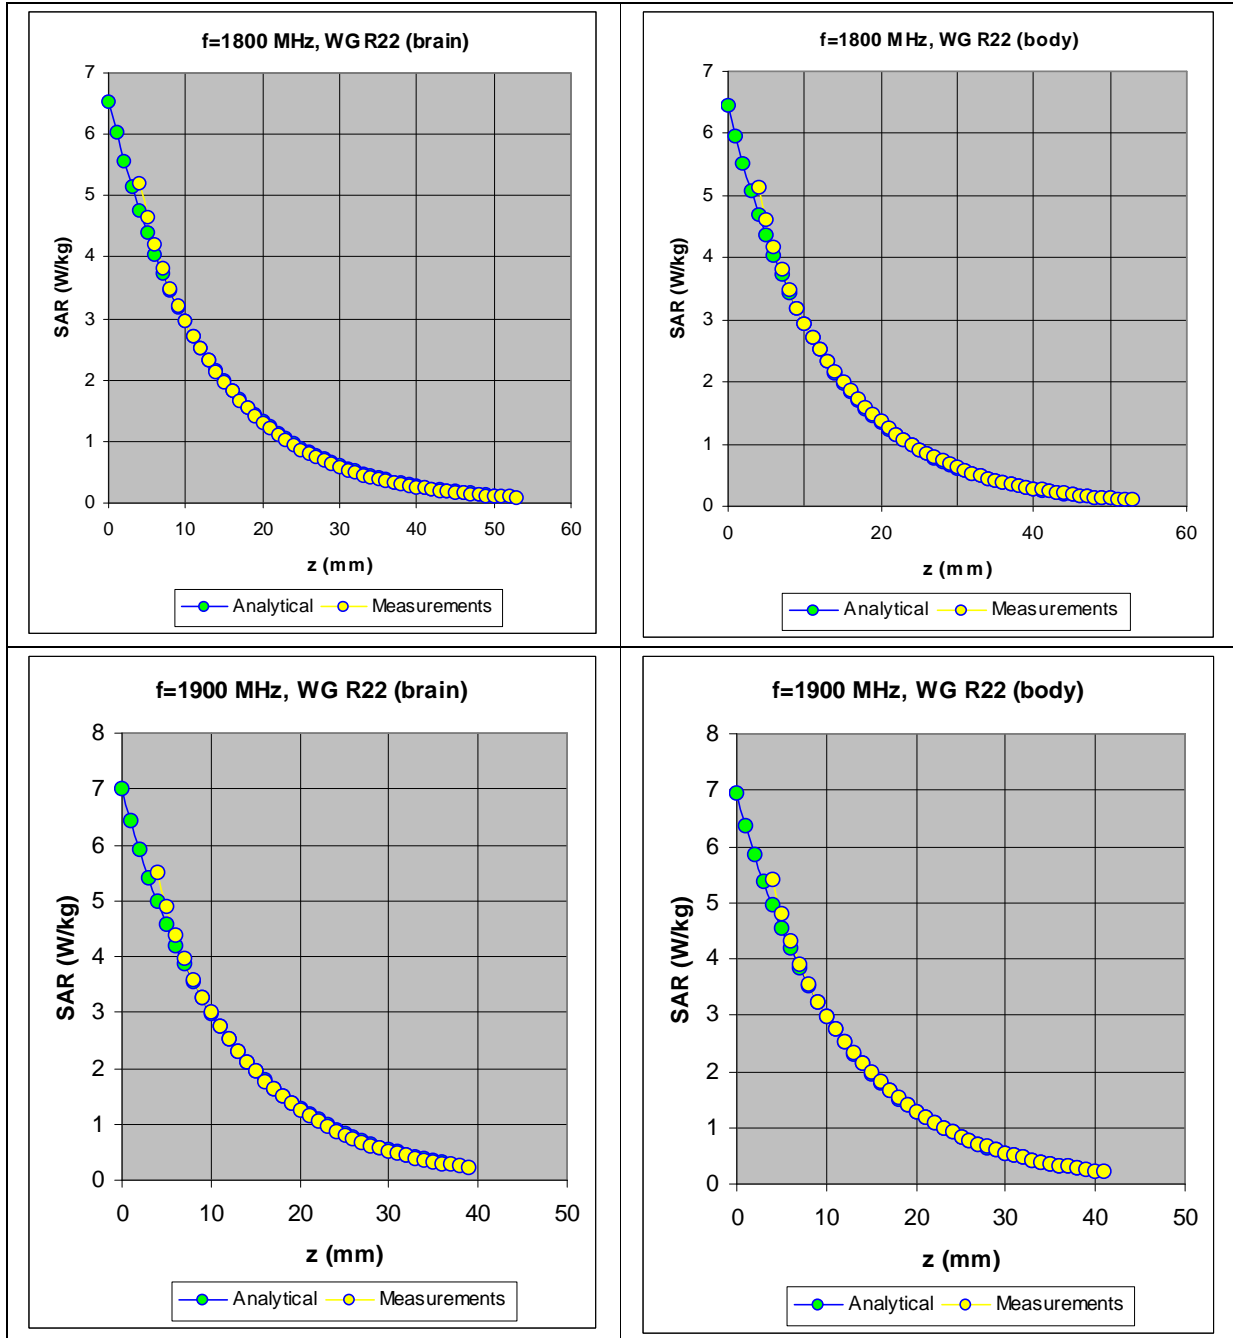 f=1800 MHz, WG R22 (brain)
7
6
5
4
3
2
1
0
SAR (W/kg)
0 10 20 30 40 50 60
z (mm)
Analytical Measurements
f=1800 MHz, WG R22 (body)
7
6
5
4
3
2
1
0
SAR (W/kg)
0 20 40 60
z (mm)
Analytical Measurements
f=1900 MHz, WG R22 (brain)
8
7
6
5
4
3
2
1
0
SAR (W/kg)
0 10 20 30 40 50
z (mm)
Analytical Measurements
f=1900 MHz, WG R22 (body)
8
7
6
5
4
3
2
1
0
SAR (W/kg)
0 10 20 30 40 50
z (mm)
Analytical Measurements